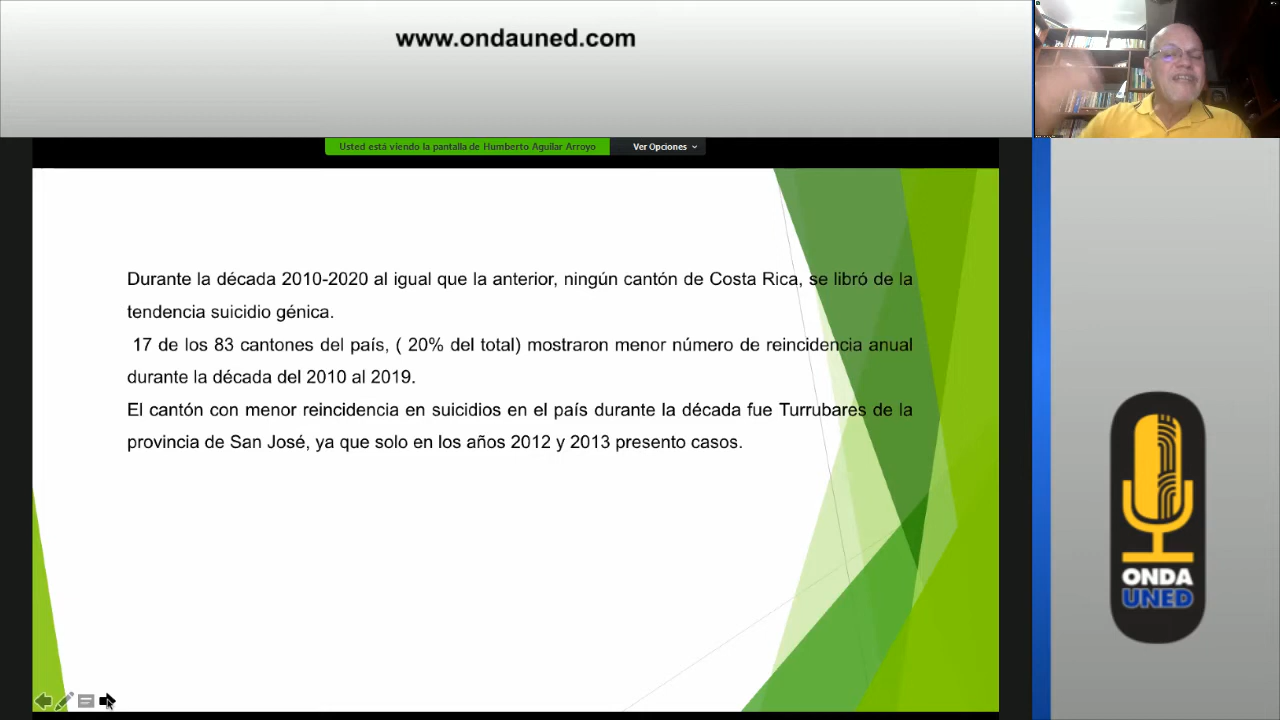 www.ondauned.com
Usted está viendo la pantalla de Humberto Aguilar Arroyo
Ver Opciones
Durante la década 2010-2020 al igual que la anterior, ningún cantón de Costa Rica, se libró de la
tendencia suicidio génica.
17 de los 83 cantones del país, ( 20% del total) mostraron menor número de reincidencia anual
durante la década del 2010 al 2019.
El cantón con menor reincidencia en suicidios en el país durante la década fue Turrubares de la
provincia de San José, ya que solo en los años 2012 y 2013 presento casos.
ONDA
UNED